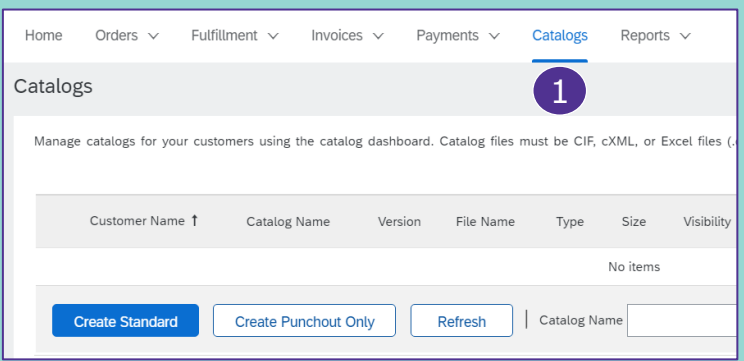 Home Orders Fulfillment Invoices Payments Catalogs Reports
1
Catalogs
Manage catalogs for your customers using the catalog dashboard. Catalog files must be CIF, cXML, or Excel files (.
Customer Name ↑ Catalog Name Version File Name Type Size Visibility
No items
Create Standard Create Punchout Only Refresh | Catalog Name